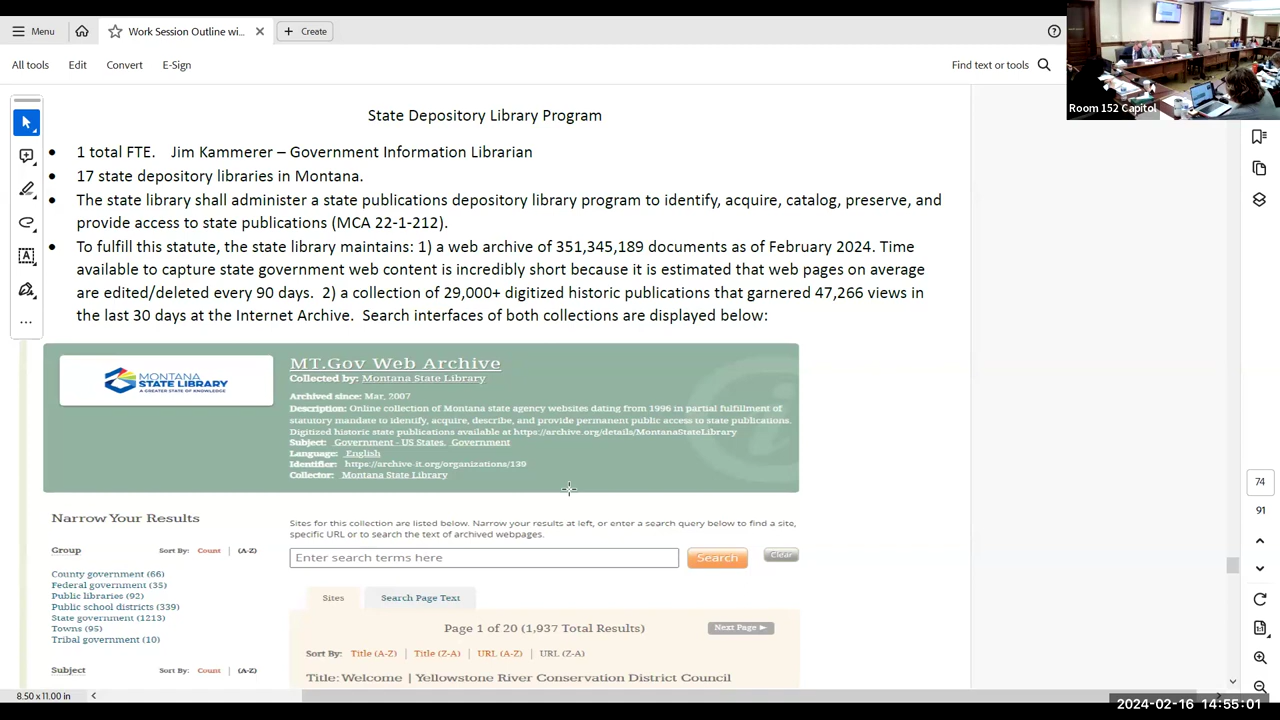 Menu
Work Session Outline wi...
Create
All tools
Edit
Convert
E-Sign
Find text or tools
Room 152 Capitol
State Depository Library Program
• 1 total FTE. Jim Kammerer – Government Information Librarian
• 17 state depository libraries in Montana.
• The state library shall administer a state publications depository library program to identify, acquire, catalog, preserve, and
provide access to state publications (MCA 22-1-212).
• To fulfill this statute, the state library maintains: 1) a web archive of 351,345,189 documents as of February 2024. Time
available to capture state government web content is incredibly short because it is estimated that web pages on average
are edited/deleted every 90 days. 2) a collection of 29,000+ digitized historic publications that garnered 47,266 views in
the last 30 days at the Internet Archive. Search interfaces of both collections are displayed below:
MONTANA
STATE LIBRARY
A GREATER STATE OF KNOWLEDGE
MT.Gov Web Archive
Collected by: Montana State Library
Archived since: Mar, 2007
Description: Online collection of Montana state agency websites dating from 1996 in partial fulfillment of
statutory mandate to identify, acquire, describe, and provide permanent public access to state publications.
Digitized historic state publications available at https://archive.org/details/MontanaStateLibrary
Subject: Government - US States, Government
Language: English
Identifier: https://archive-it.org/organizations/139
Collector: Montana State Library
Narrow Your Results
Sites for this collection are listed below. Narrow your results at left, or enter a search query below to find a site,
specific URL or to search the text of archived webpages.
Group Sort By: Count | (A-Z)
Enter search terms here
Search
Clear
County government (66)
Federal government (35)
Public libraries (92)
Public school districts (339)
State government (1213)
Towns (95)
Tribal government (10)
Sites
Search Page Text
Page 1 of 20 (1,937 Total Results)
Next Page ►
Sort By: Title (A-Z) | Title (Z-A) | URL (A-Z) | URL (Z-A)
Subject Sort By: Count | (A-Z)
Title: Welcome | Yellowstone River Conservation District Council
74
91
8.50 x 11.00 in
2024-02-16 14:55:01